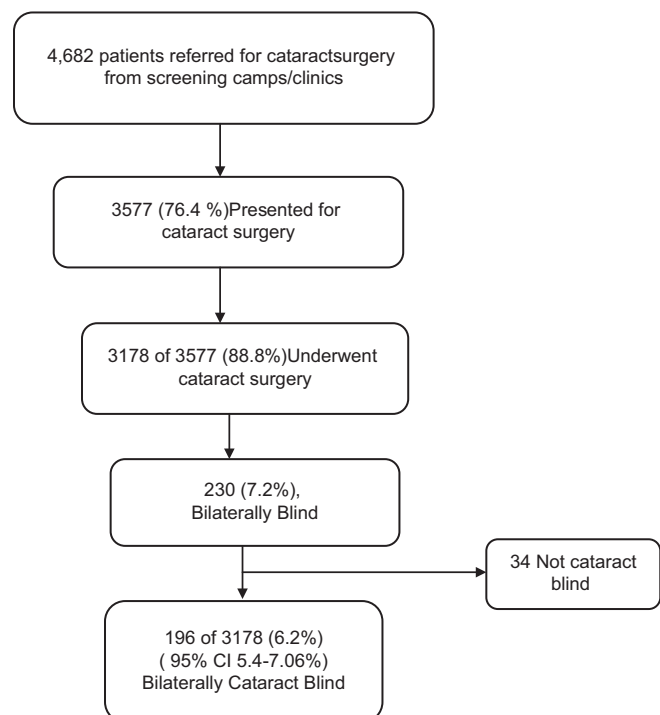 4,682 patients referred for cataractsurgery
from screening camps/clinics
3577 (76.4 %)Presented for
cataract surgery
3178 of 3577 (88.8%)Underwent
cataract surgery
230 (7.2%),
Bilaterally Blind
34 Not cataract
blind
196 of 3178 (6.2%)
( 95% CI 5.4-7.06%)
Bilaterally Cataract Blind